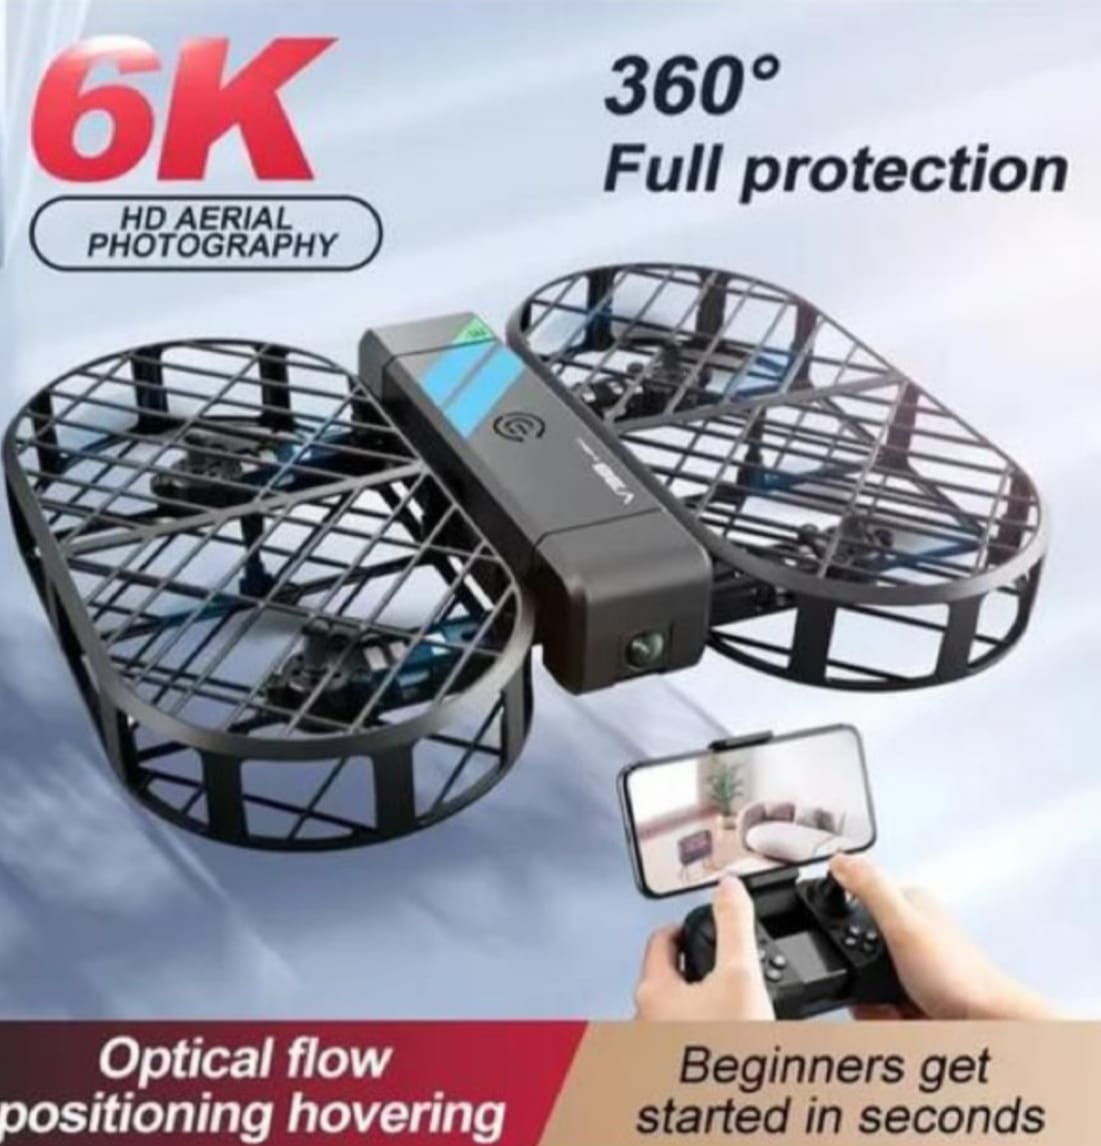 6K
HD AERIAL
PHOTOGRAPHY
360°
Full protection
Optical flow
positioning hovering
Beginners get
started in seconds